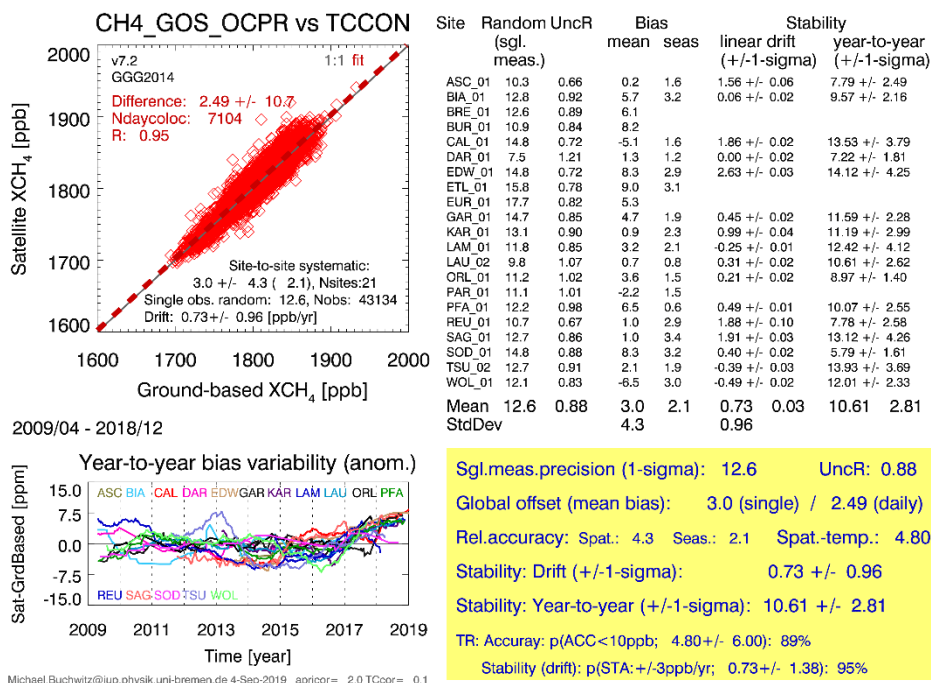 CH4_GOS_OCPR vs TCCON
2000
1900
1800
1700
1600
Satellite XCH4 [ppb]
v7.2
GGG2014
1:1 fit
Difference: 2.49 +/- 10.7
Ndaycoloc: 7104
R: 0.95
Site-to-site systematic:
3.0 +/- 4.3 ( 2.1), Nsites:21
Single obs. random: 12.6, Nobs: 43134
Drift: 0.73+/- 0.96 [ppb/yr]
1600 1700 1800 1900 2000
Ground-based XCH4 [ppb]
2009/04 - 2018/12
Site Random UncR Bias Stability
(sgl. mean seas linear drift year-to-year
meas.) (+/-1-sigma) (+/-1-sigma)
ASC_01 10.3 0.66 0.2 1.6 1.56 +/- 0.06 7.79 +/- 2.49
BIA_01 12.8 0.92 5.7 3.2 0.06 +/- 0.02 9.57 +/- 2.16
BRE_01 12.6 0.89 6.1
BUR_01 10.9 0.84 8.2
CAL_01 14.8 0.72 -5.1 1.6 1.86 +/- 0.02 13.53 +/- 3.79
DAR_01 7.5 1.21 1.3 1.2 0.00 +/- 0.02 7.22 +/- 1.81
EDW_01 14.8 0.72 8.3 2.9 2.63 +/- 0.03 14.12 +/- 4.25
ETL_01 15.8 0.78 9.0 3.1
EUR_01 17.7 0.82 5.3
GAR_01 14.7 0.85 4.7 1.9 0.45 +/- 0.02 11.59 +/- 2.28
KAR_01 13.1 0.90 0.9 2.3 0.99 +/- 0.04 11.19 +/- 2.99
LAM_01 11.8 0.85 3.2 2.1 -0.25 +/- 0.01 12.42 +/- 4.12
LAU_02 9.8 1.07 0.7 0.8 0.31 +/- 0.02 10.61 +/- 2.62
ORL_01 11.2 1.02 3.6 1.5 0.21 +/- 0.02 8.97 +/- 1.40
PAR_01 11.1 1.01 -2.2 1.5
PFA_01 12.2 0.98 6.5 0.6 0.49 +/- 0.01 10.07 +/- 2.55
REU_01 10.7 0.67 1.0 2.9 1.88 +/- 0.10 7.78 +/- 2.58
SAG_01 12.7 0.86 1.0 3.4 1.91 +/- 0.03 13.12 +/- 4.26
SOD_01 14.8 0.88 8.3 3.2 0.40 +/- 0.02 5.79 +/- 1.61
TSU_02 12.7 0.91 2.1 1.9 -0.39 +/- 0.03 13.93 +/- 3.69
WOL_01 12.1 0.83 -6.5 3.0 -0.49 +/- 0.02 12.01 +/- 2.33
Mean 12.6 0.88 3.0 2.1 0.73 0.03 10.61 2.81
StdDev 4.3 0.96
Year-to-year bias variability (anom.)
Sat-GrdBased [ppm]
15.0
7.5
0.0
-7.5
-15.0
ASC BIA CAL DAR EDW GAR KAR LAM LAU ORL PFA
REU SAG SOD TSU WOL
2009 2011 2013 2015 2017 2019
Time [year]
Michael.Buchwitz@iup.physik.uni-bremen.de 4-Sep-2019 apricor= 2.0 TCcor= 0.1
Sgl.meas.precision (1-sigma): 12.6 UncR: 0.88
Global offset (mean bias): 3.0 (single) / 2.49 (daily)
Rel.accuracy: Spat.: 4.3 Seas.: 2.1 Spat.-temp.: 4.80
Stability: Drift (+/-1-sigma): 0.73 +/- 0.96
Stability: Year-to-year (+/-1-sigma): 10.61 +/- 2.81
TR: Accuray: p(ACC<10ppb; 4.80+/- 6.00): 89%
Stability (drift): p(STA:+/-3ppb/yr; 0.73+/- 1.38): 95%